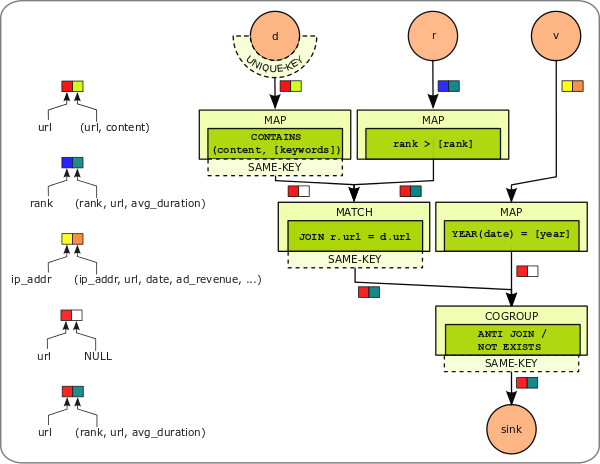 d
r
v
UNIQUE-KEY
url
(url, content)
rank
(rank, url, avg_duration)
ip_addr
(ip_addr, url, date, ad_revenue, ...)
url
NULL
url
(rank, url, avg_duration)
MAP
CONTAINS
(content, [keywords])
SAME-KEY
MAP
rank > [rank]
MATCH
JOIN r.url = d.url
SAME-KEY
MAP
YEAR(date) = [year]
COGROUP
ANTI JOIN /
NOT EXISTS
SAME-KEY
sink